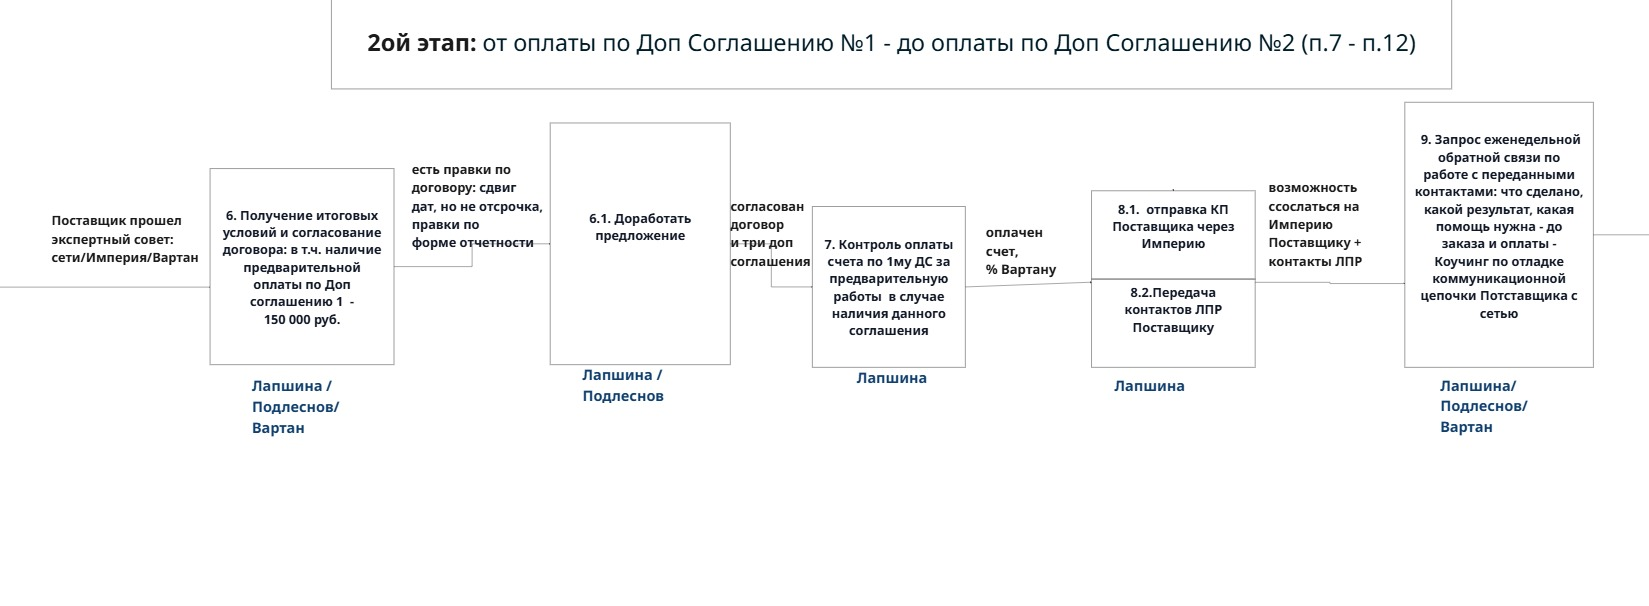 2ой этап: от оплаты по Доп Соглашению №1 - до оплаты по Доп Соглашению №2 (п.7 - п.12)
Поставщик прошел
экспертный совет:
сети/Империя/Вартан
6. Получение итоговых
условий и согласование
договора: в т.ч. наличие
предварительной
оплаты по Доп
соглашению 1 -
150 000 руб.
Лапшина /
Подлеснов/
Вартан
есть правки по
договору: сдвиг
дат, но не отсрочка,
правки по
форме отчетности
6.1. Доработать
предложение
Лапшина /
Подлеснов
согласован
договор
и три доп
соглашения
7. Контроль оплаты
счета по 1му ДС за
предварительную
работы в случае
наличия данного
соглашения
Лапшина
оплачен
счет,
% Вартану
8.1. отправка КП
Поставщика через
Империю
8.2.Передача
контактов ЛПР
Поставщику
Лапшина
возможность
ссослаться на
Империю
Поставщику +
контакты ЛПР
9. Запрос еженедельной
обратной связи по
работе с переданными
контактами: что сделано,
какой результат, какая
помощь нужна - до
заказа и оплаты -
Коучинг по отладке
коммуникационной
цепочки Потставщика с
сетью
Лапшина/
Подлеснов/
Вартан